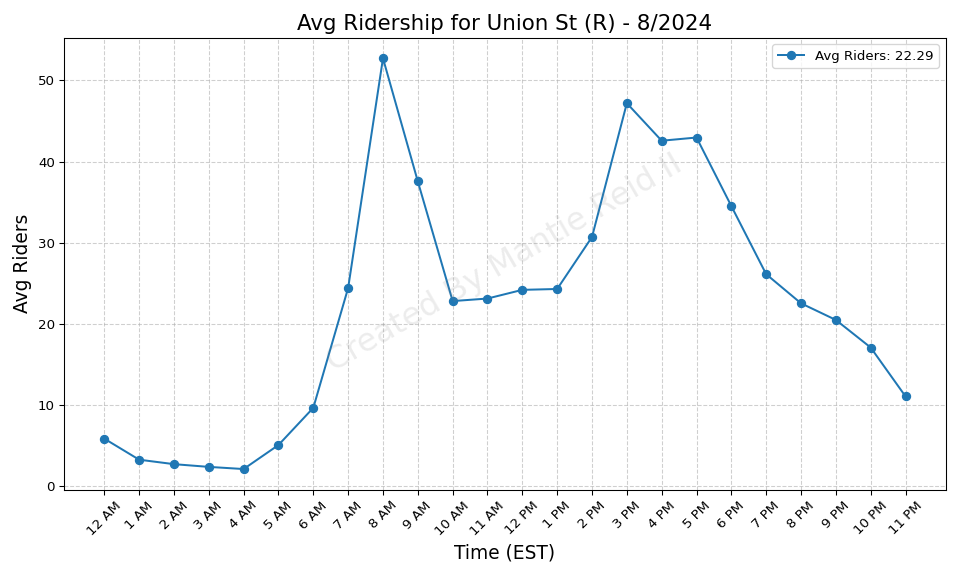 Avg Ridership for Union St (R) - 8/2024
Avg Riders: 22.29
Avg Riders
50
40
30
20
10
0
Created By Mantie Reid II
12 AM
1 AM
2 AM
3 AM
4 AM
5 AM
6 AM
7 AM
8 AM
9 AM
10 AM
11 AM
12 PM
1 PM
2 PM
3 PM
4 PM
5 PM
6 PM
7 PM
8 PM
9 PM
10 PM
11 PM
Time (EST)